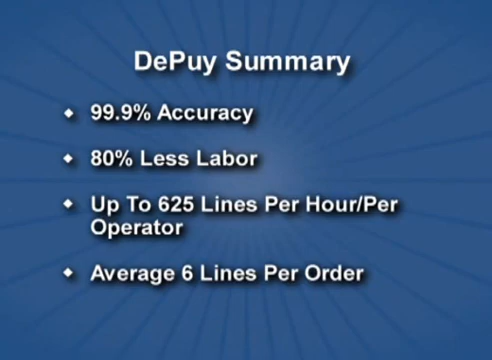 DePuy Summary
◆ 99.9% Accuracy
◆ 80% Less Labor
◆ Up To 625 Lines Per Hour/Per
Operator
◆ Average 6 Lines Per Order